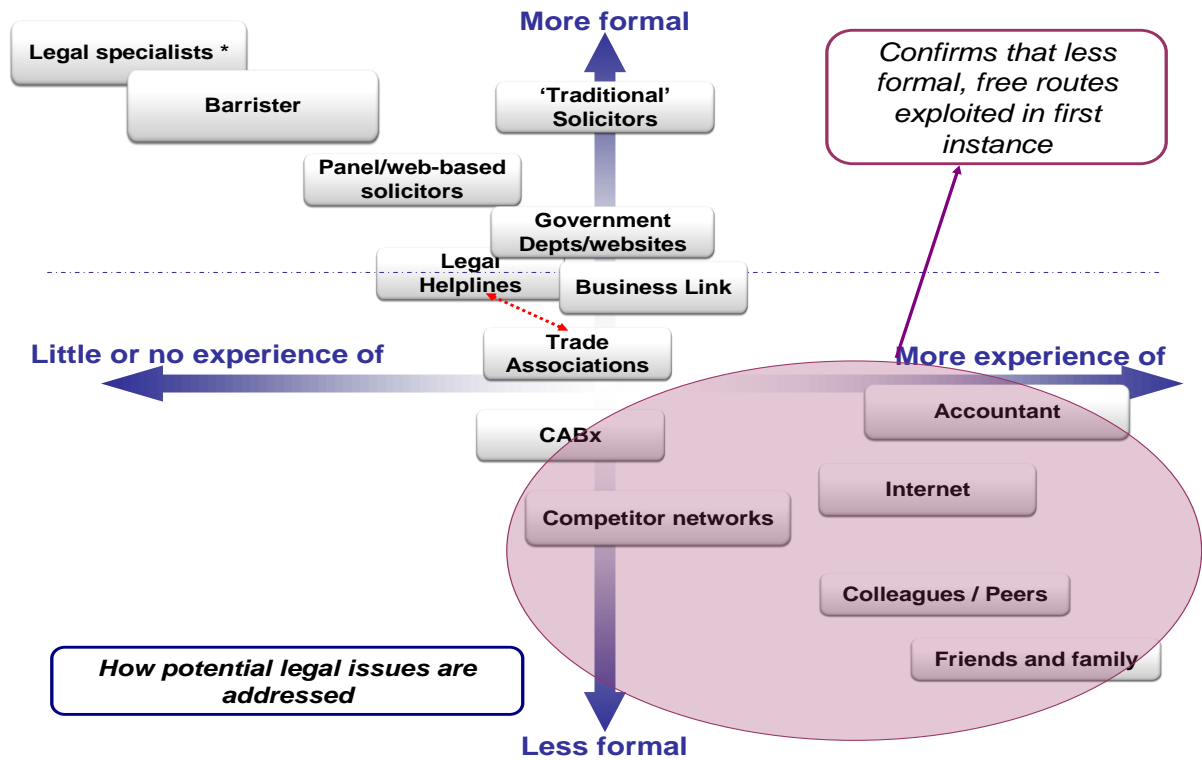 More formal
Legal specialists *
Barrister
‘Traditional’
Solicitors
Confirms that less
formal, free routes
exploited in first
instance
Panel/web-based
solicitors
Government
Depts/websites
Legal
Helplines
Business Link
Trade
Associations
Little or no experience of
More experience of
Accountant
CABx
Internet
Competitor networks
Colleagues / Peers
Friends and family
How potential legal issues are
addressed
Less formal